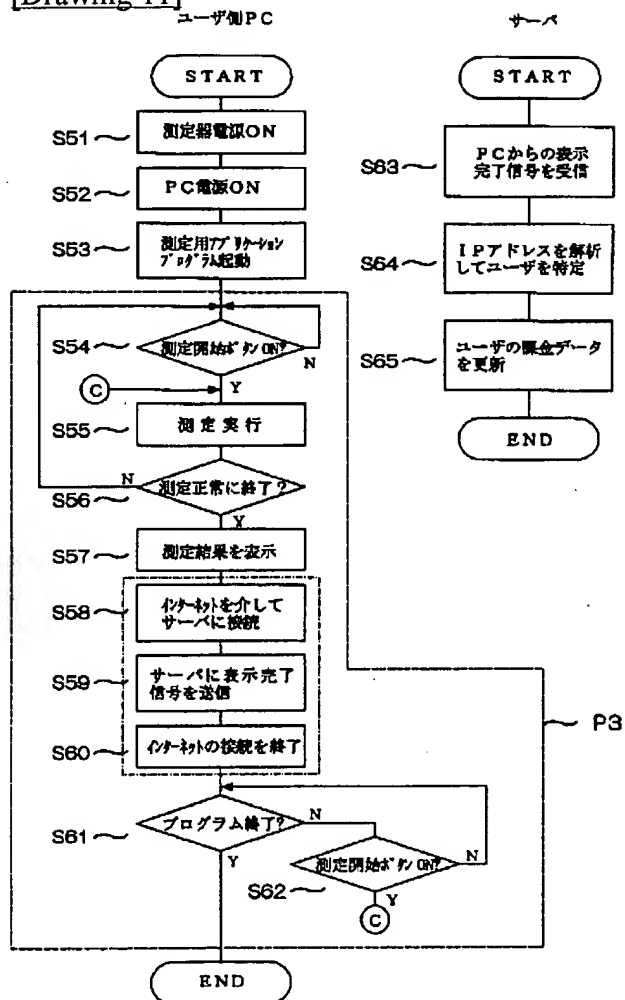 ユーザ側PC
START
S51 測定器電源ON
S52 PC電源ON
S53 測定用アプリケーション
プログラム起動
S54 測定開始ボタンON?
N
Y
C
S55 測定実行
S56 測定正常に終了?
N
Y
S57 測定結果を表示
S58 インターネットを介して
サーバに接続
S59 サーバに表示完了
信号を送信
S60 インターネットの接続を終了
P3
S61 プログラム終了?
N
Y
S62 測定開始ボタンON?
N
Y
C
END
サーバ
START
S63 PCからの表示
完了信号を受信
S64 IPアドレスを解析
してユーザを特定
S65 ユーザの課金データ
を更新
END